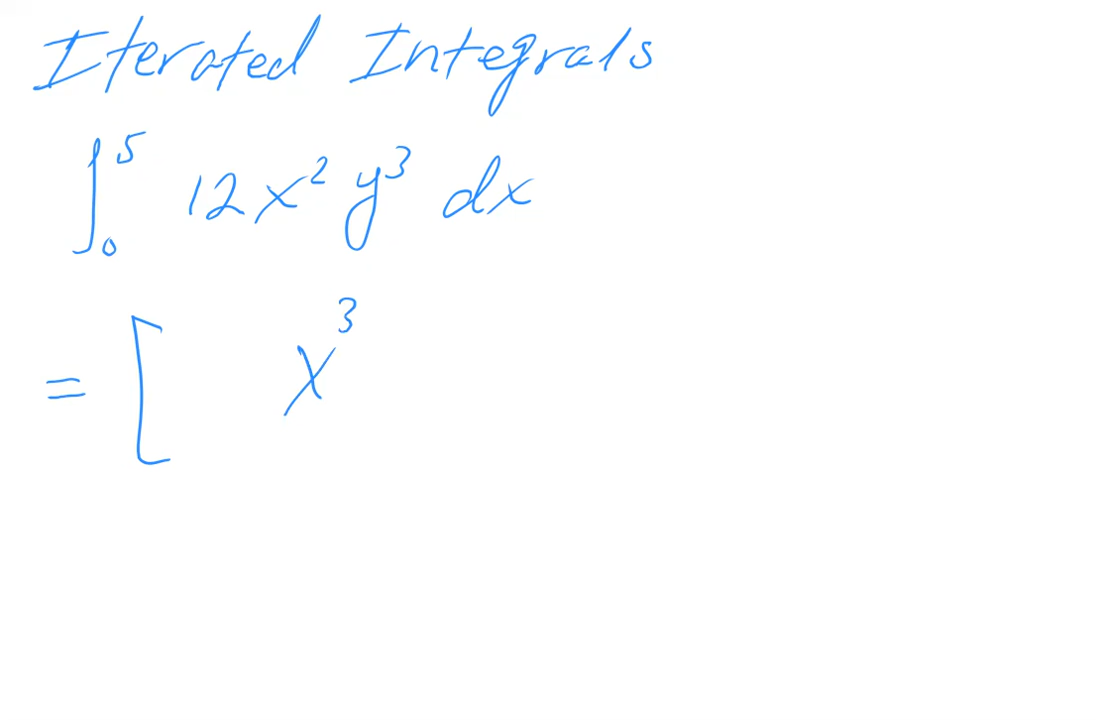 Iterated Integrals
∫₀⁵ 12x²y³ dx
= [ x³